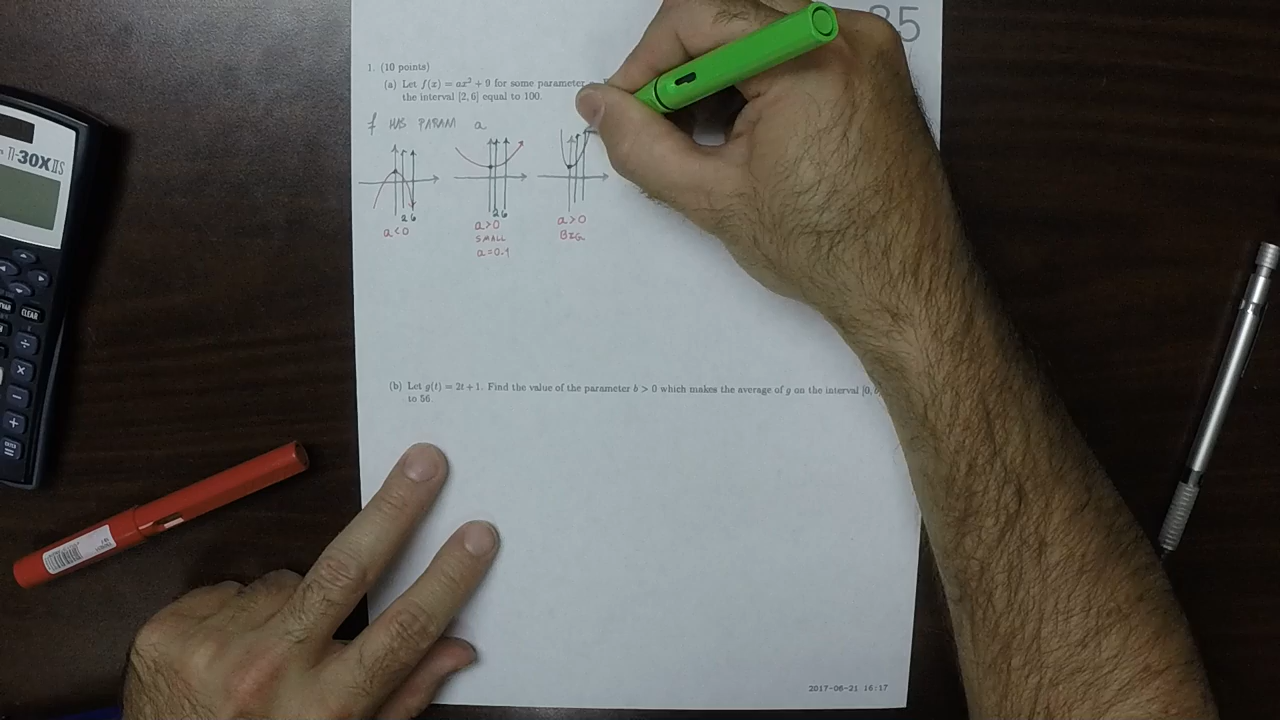 85
1. (10 points)
(a) Let f(x) = ax² + 9 for some parameter
the interval [2, 6] equal to 100.
f HAS PARAM a
2 6
a<0
2 6
a>0
SMALL
a=0.1
a>0
BIG
(b) Let g(t) = 2t + 1. Find the value of the parameter b > 0 which makes the average of g on the interval [0,
to 56.
2017-06-21 16:17
TI-30X IIS
CLEAR
÷
×
−
+
ENTER